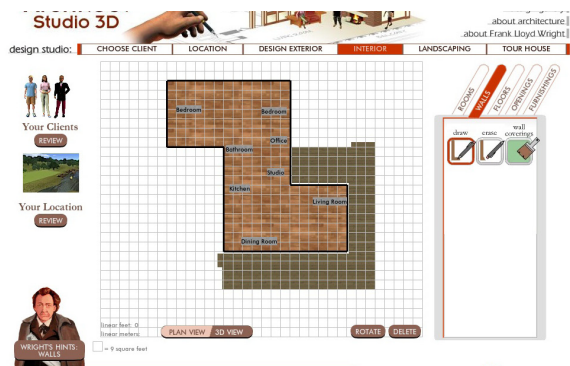 Studio 3D
about architecture
about Frank Lloyd Wright
design studio:
CHOOSE CLIENT
LOCATION
DESIGN EXTERIOR
INTERIOR
LANDSCAPING
TOUR HOUSE
Your Clients
REVIEW
Your Location
REVIEW
WRIGHT'S HINTS:
WALLS
Bedroom
Bedroom
Office
Bathroom
Studio
Kitchen
Living Room
Dining Room
linear feet: 0
linear meters:
PLAN VIEW
3D VIEW
ROTATE
DELETE
= 9 square feet
ROOMS
WALLS
FLOORS
OPENINGS
FURNISHINGS
draw
erase
wall
coverings